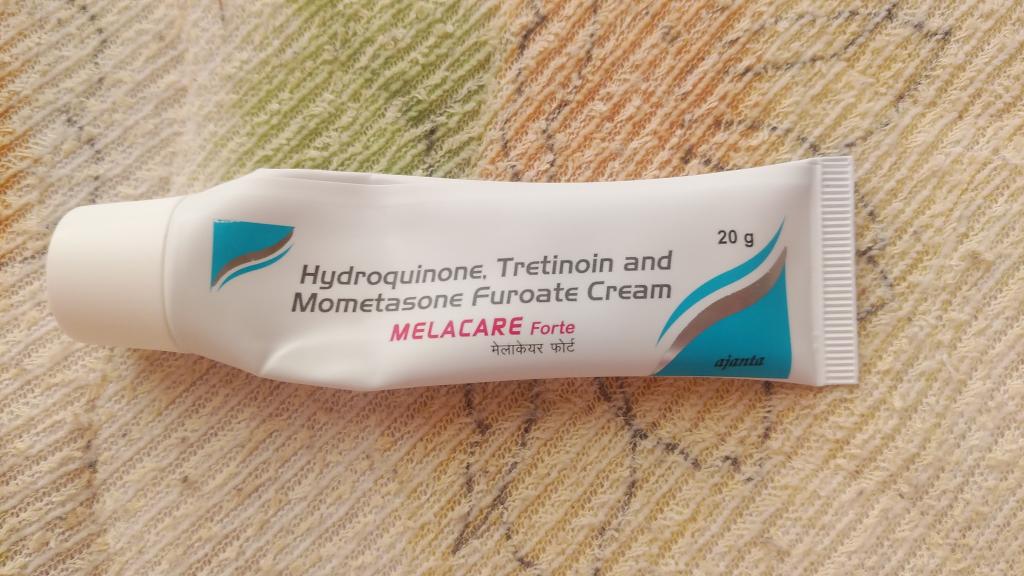 20 g
Hydroquinone, Tretinoin and
Mometasone Furoate Cream
MELACARE Forte
मेलाकेयर फोर्ट
ajanta